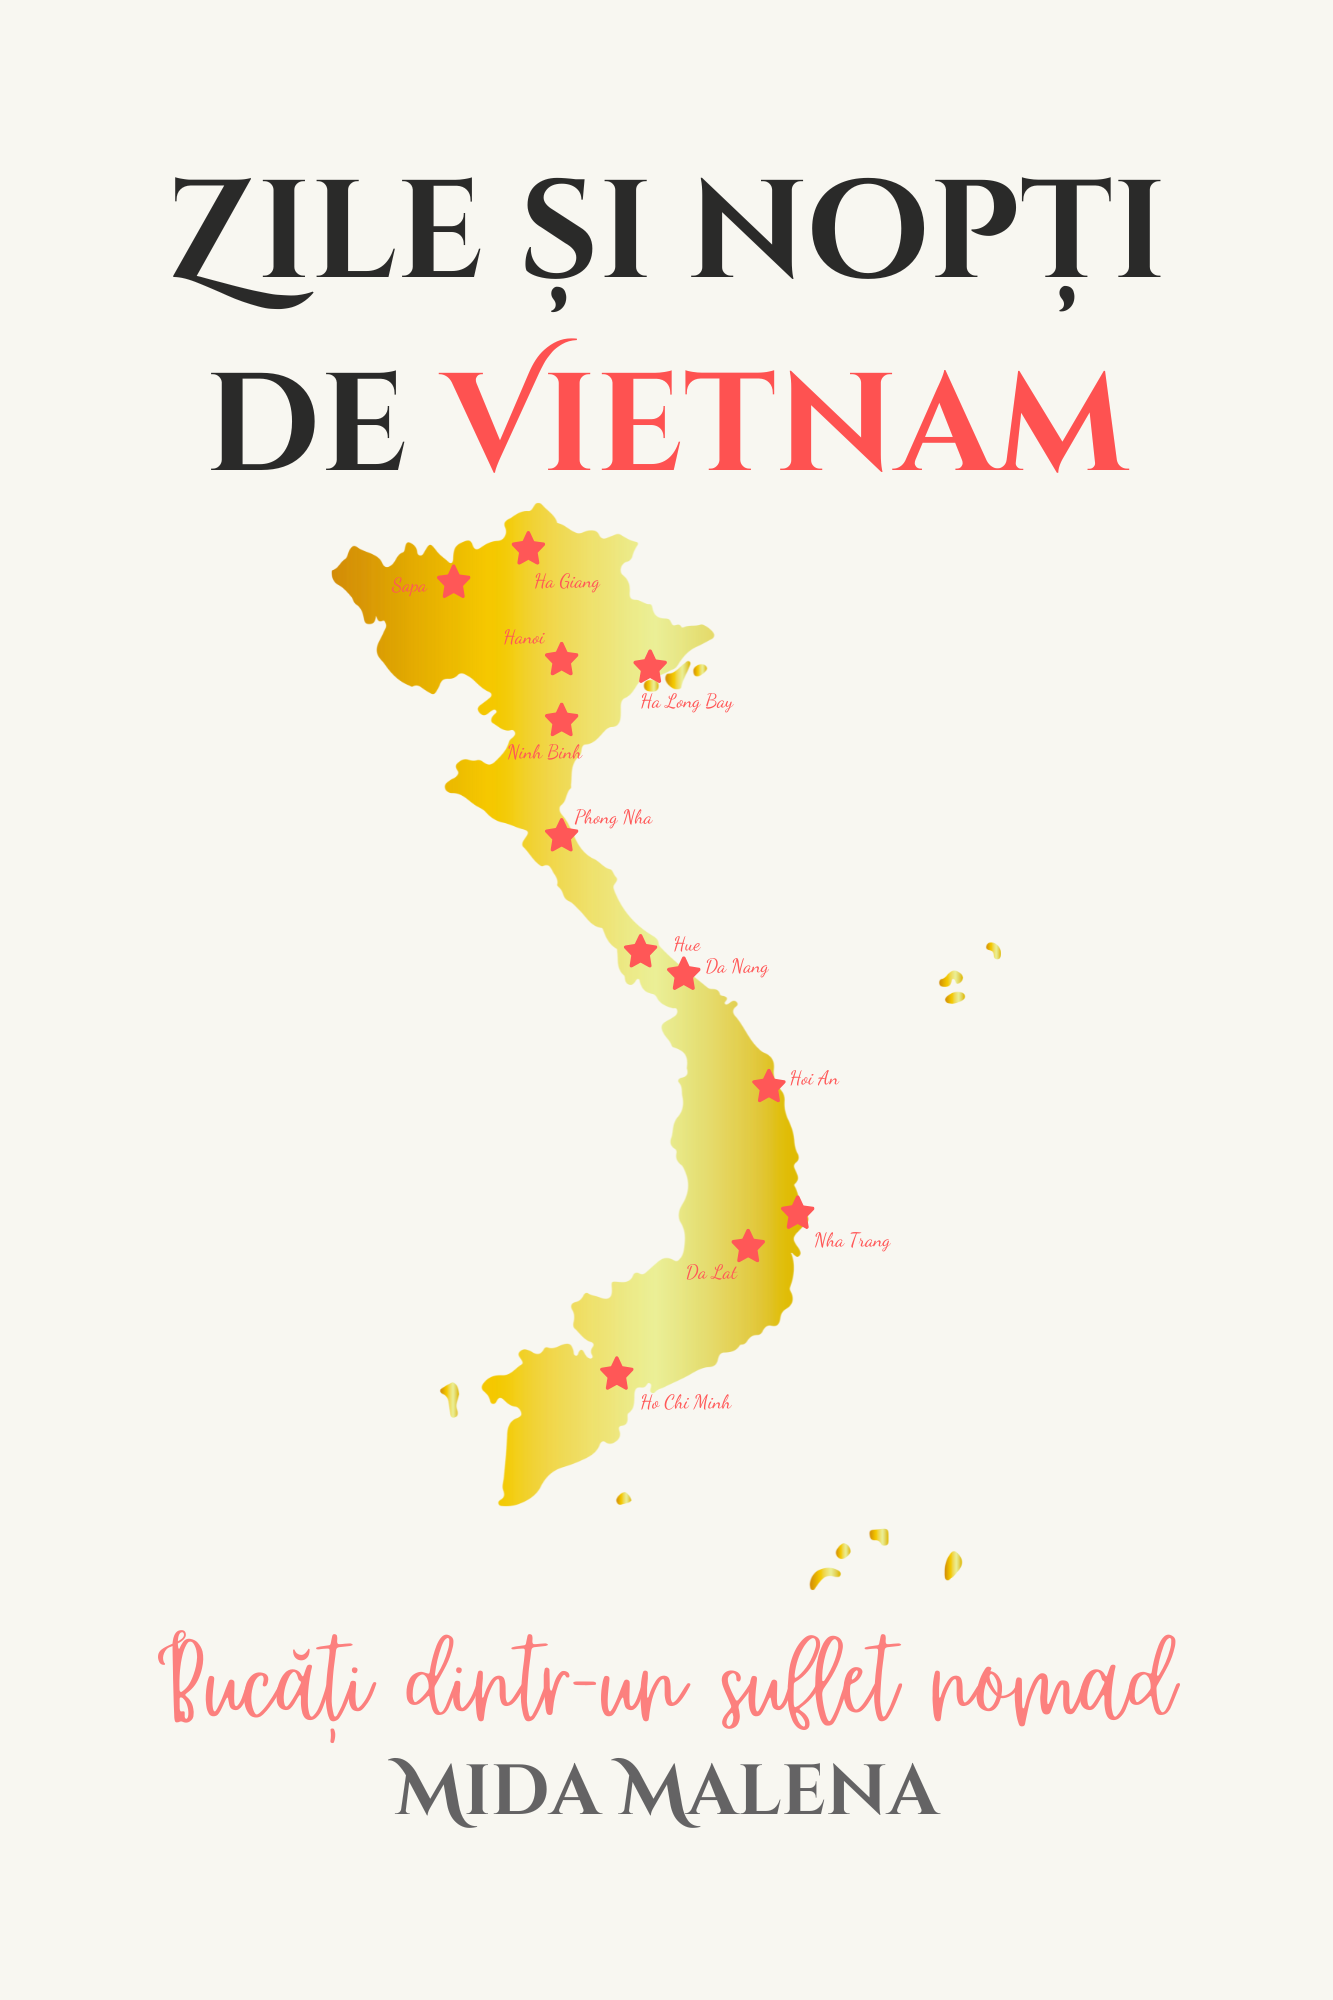 ZILE ȘI NOPȚI
DE VIETNAM
Ha Giang
Sapa
Hanoi
Ha Long Bay
Ninh Binh
Phong Nha
Hue
Da Nang
Hoi An
Nha Trang
Da Lat
Ho Chi Minh
Bucăți dintr-un suflet nomad
MIDA MALENA